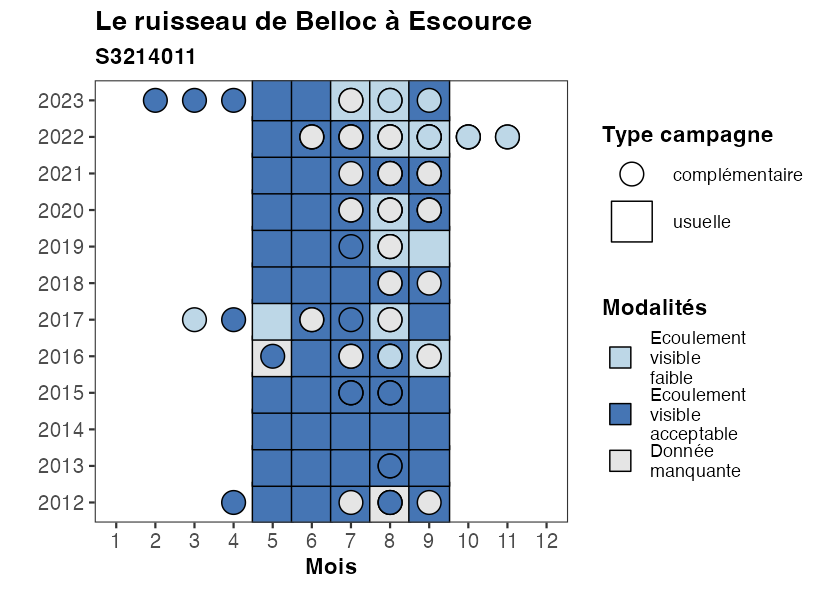 Le ruisseau de Belloc à Escource
S3214011
2023
2022
2021
2020
2019
2018
2017
2016
2015
2014
2013
2012
1 2 3 4 5 6 7 8 9 10 11 12
Mois
Type campagne
complémentaire
usuelle
Modalités
Ecoulement
visible
faible
Ecoulement
visible
acceptable
Donnée
manquante